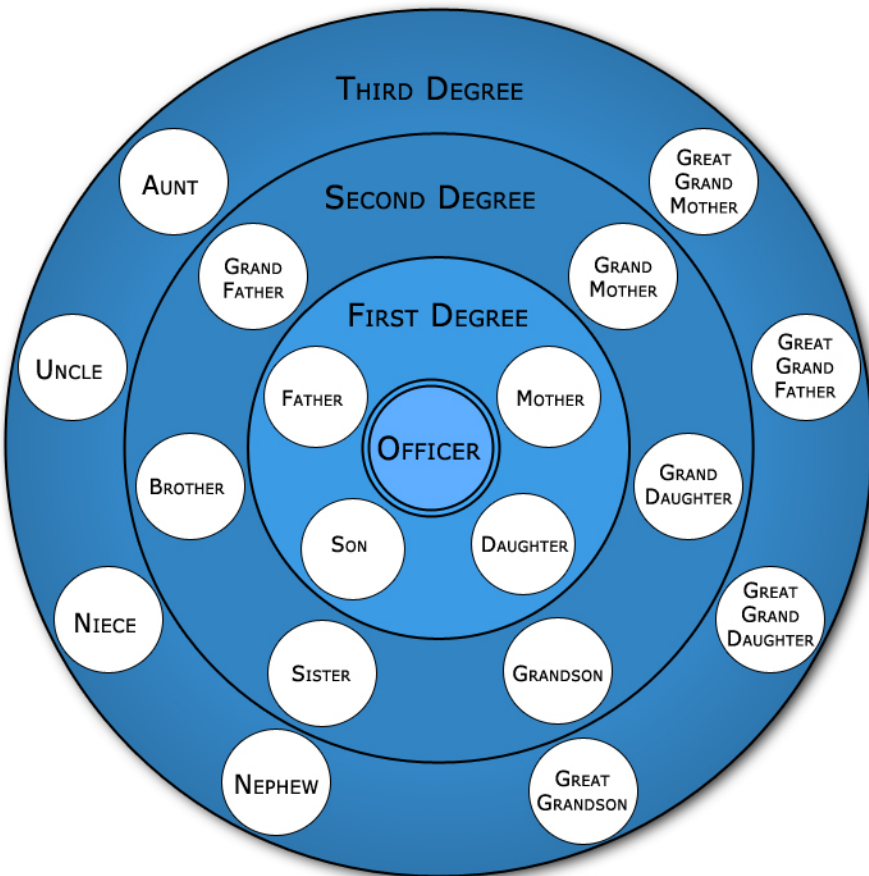 Third Degree
Aunt
Great
Grand
Mother
Second Degree
Grand
Father
Grand
Mother
First Degree
Uncle
Great
Grand
Father
Father
Mother
Officer
Brother
Grand
Daughter
Son
Daughter
Niece
Great
Grand
Daughter
Sister
Grandson
Nephew
Great
Grandson